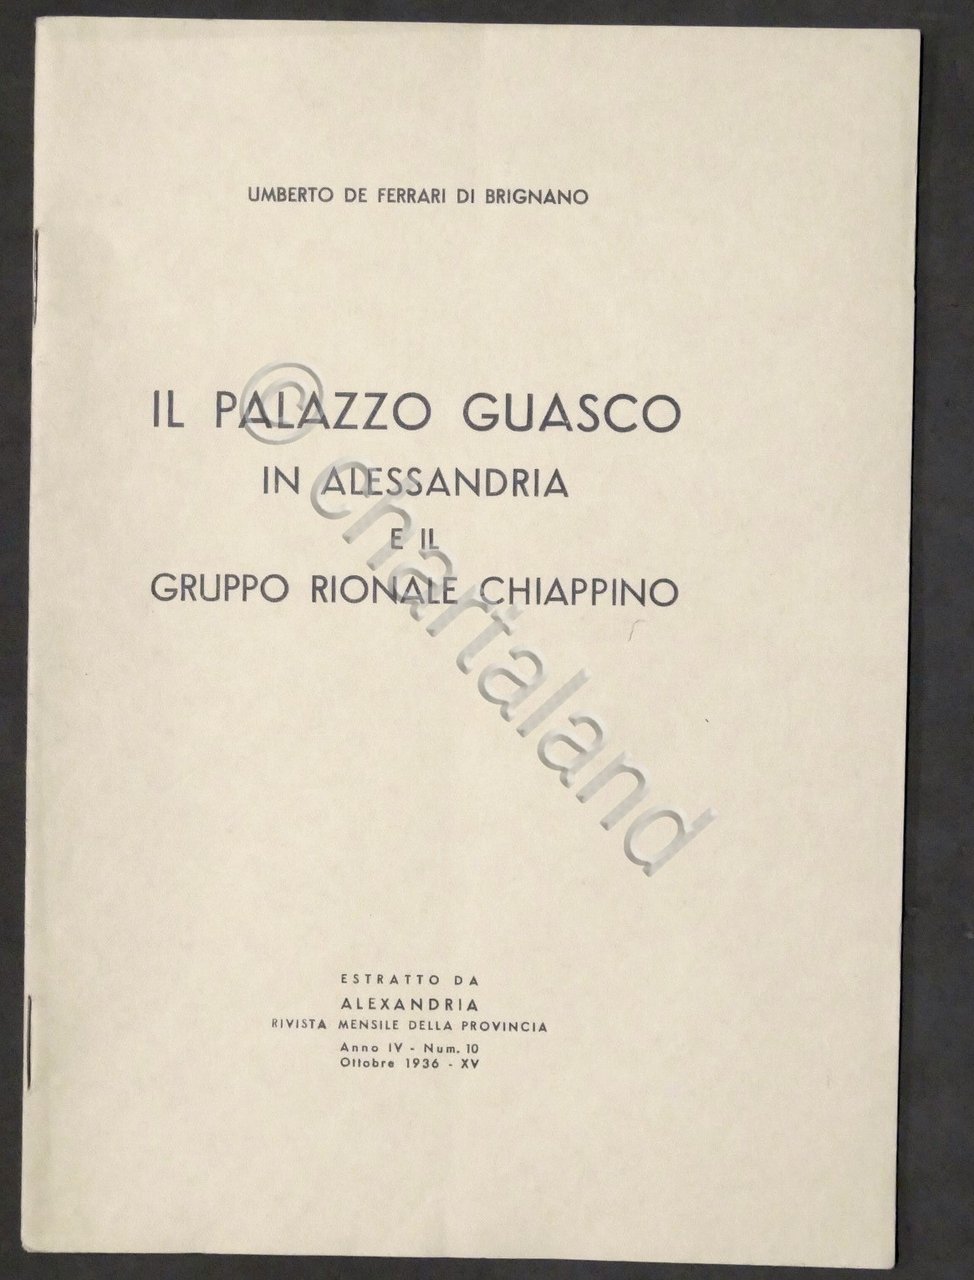 UMBERTO DE FERRARI DI BRIGNANO
IL PALAZZO GUASCO
IN ALESSANDRIA
E IL
GRUPPO RIONALE CHIAPPINO
© chartaland
ESTRATTO DA
ALEXANDRIA
RIVISTA MENSILE DELLA PROVINCIA
Anno IV - Num. 10
Ottobre 1936 - XV